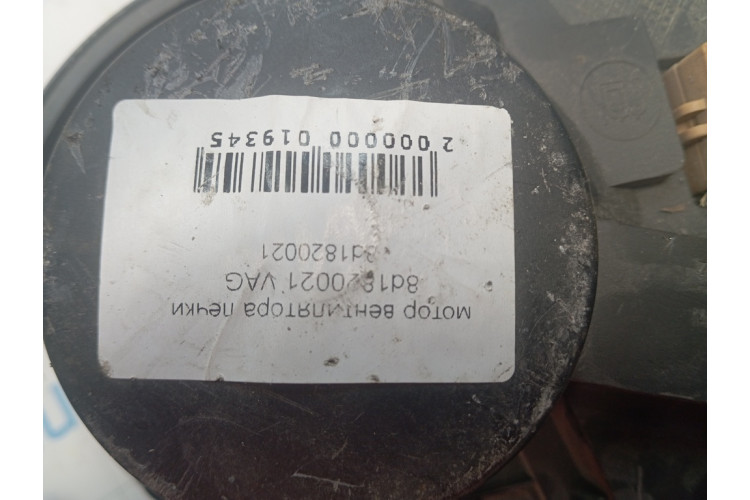 мотор вентилятора печки
8d1820021 VAG
8d1820021
2 000000 019345